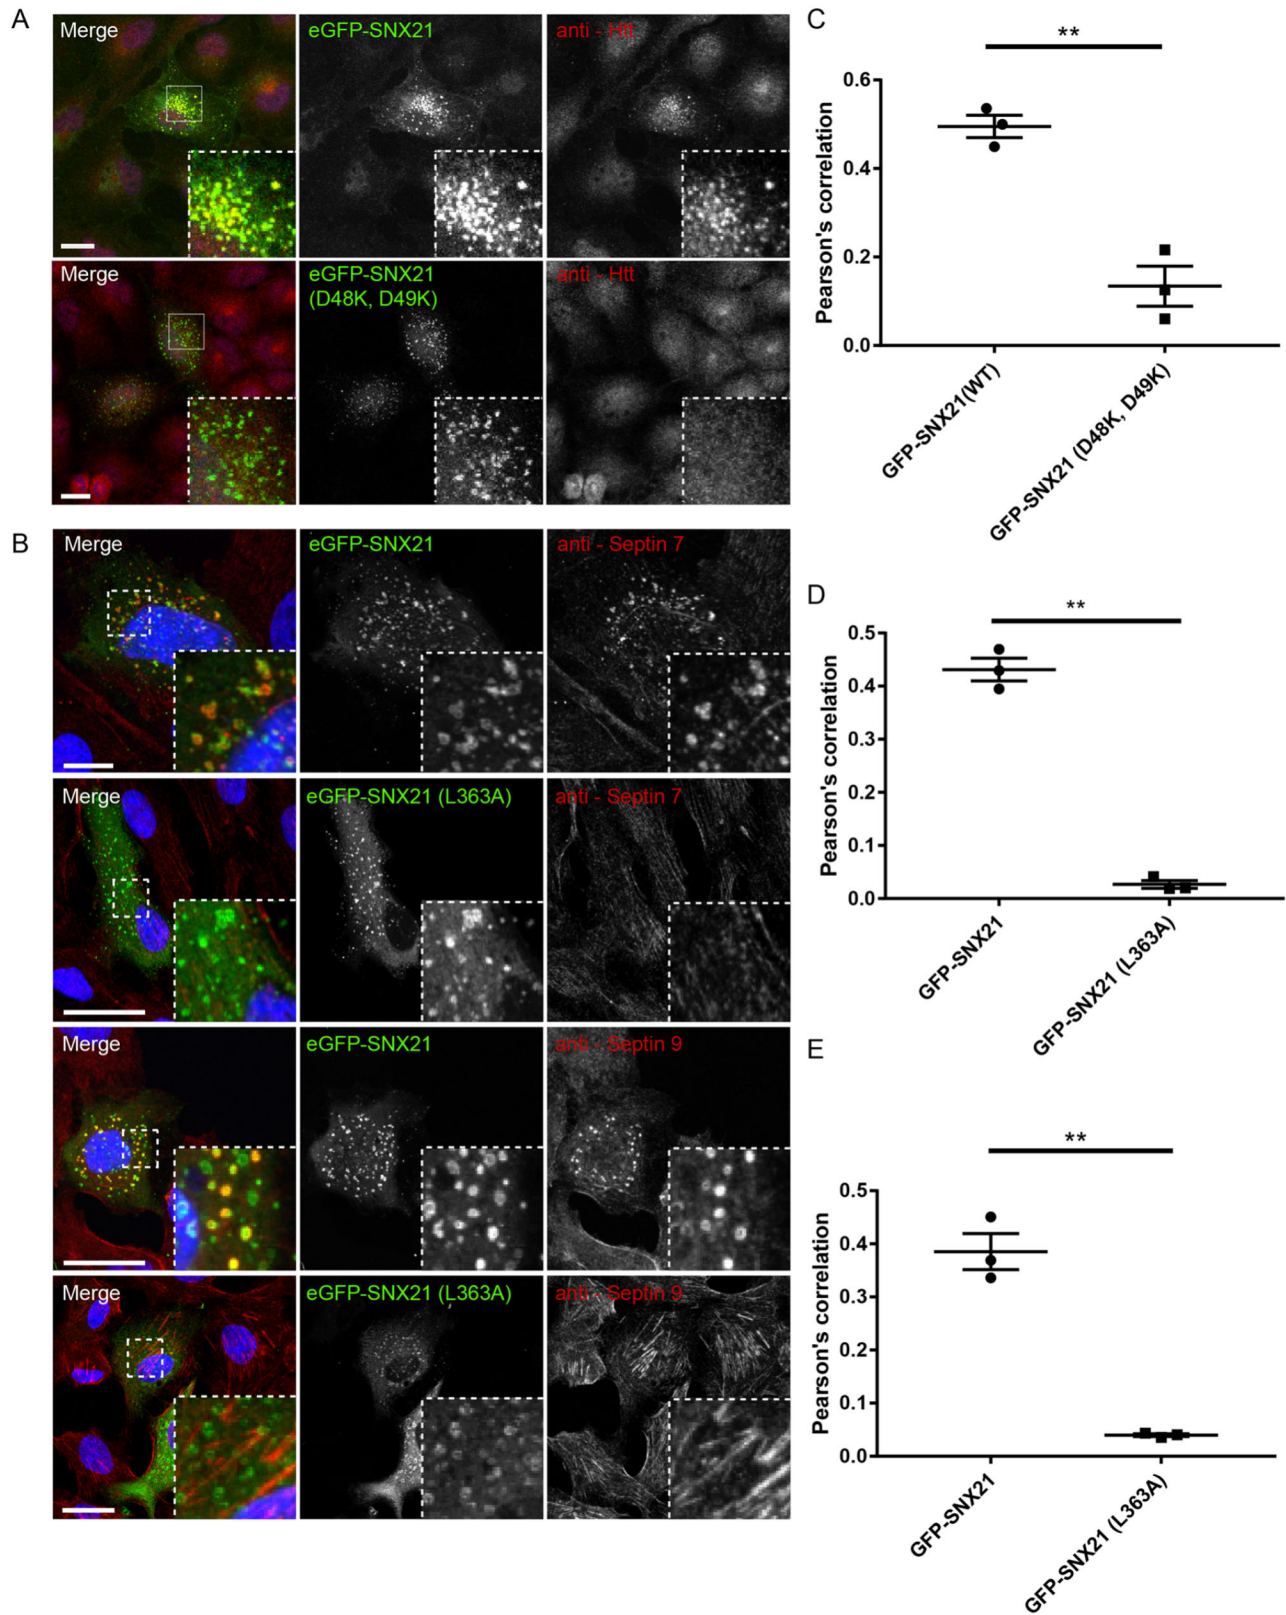 A
Merge
eGFP-SNX21
anti - Htt
Merge
eGFP-SNX21
(D48K, D49K)
anti - Htt
B
Merge
eGFP-SNX21
anti - Septin 7
Merge
eGFP-SNX21 (L363A)
anti - Septin 7
Merge
eGFP-SNX21
anti - Septin 9
Merge
eGFP-SNX21 (L363A)
anti - Septin 9
C
**
Pearson's correlation
0.6
0.4
0.2
0.0
GFP-SNX21(WT)
GFP-SNX21 (D48K, D49K)
D
**
Pearson's correlation
0.5
0.4
0.3
0.2
0.1
0.0
GFP-SNX21
GFP-SNX21 (L363A)
E
**
Pearson's correlation
0.5
0.4
0.3
0.2
0.1
0.0
GFP-SNX21
GFP-SNX21 (L363A)